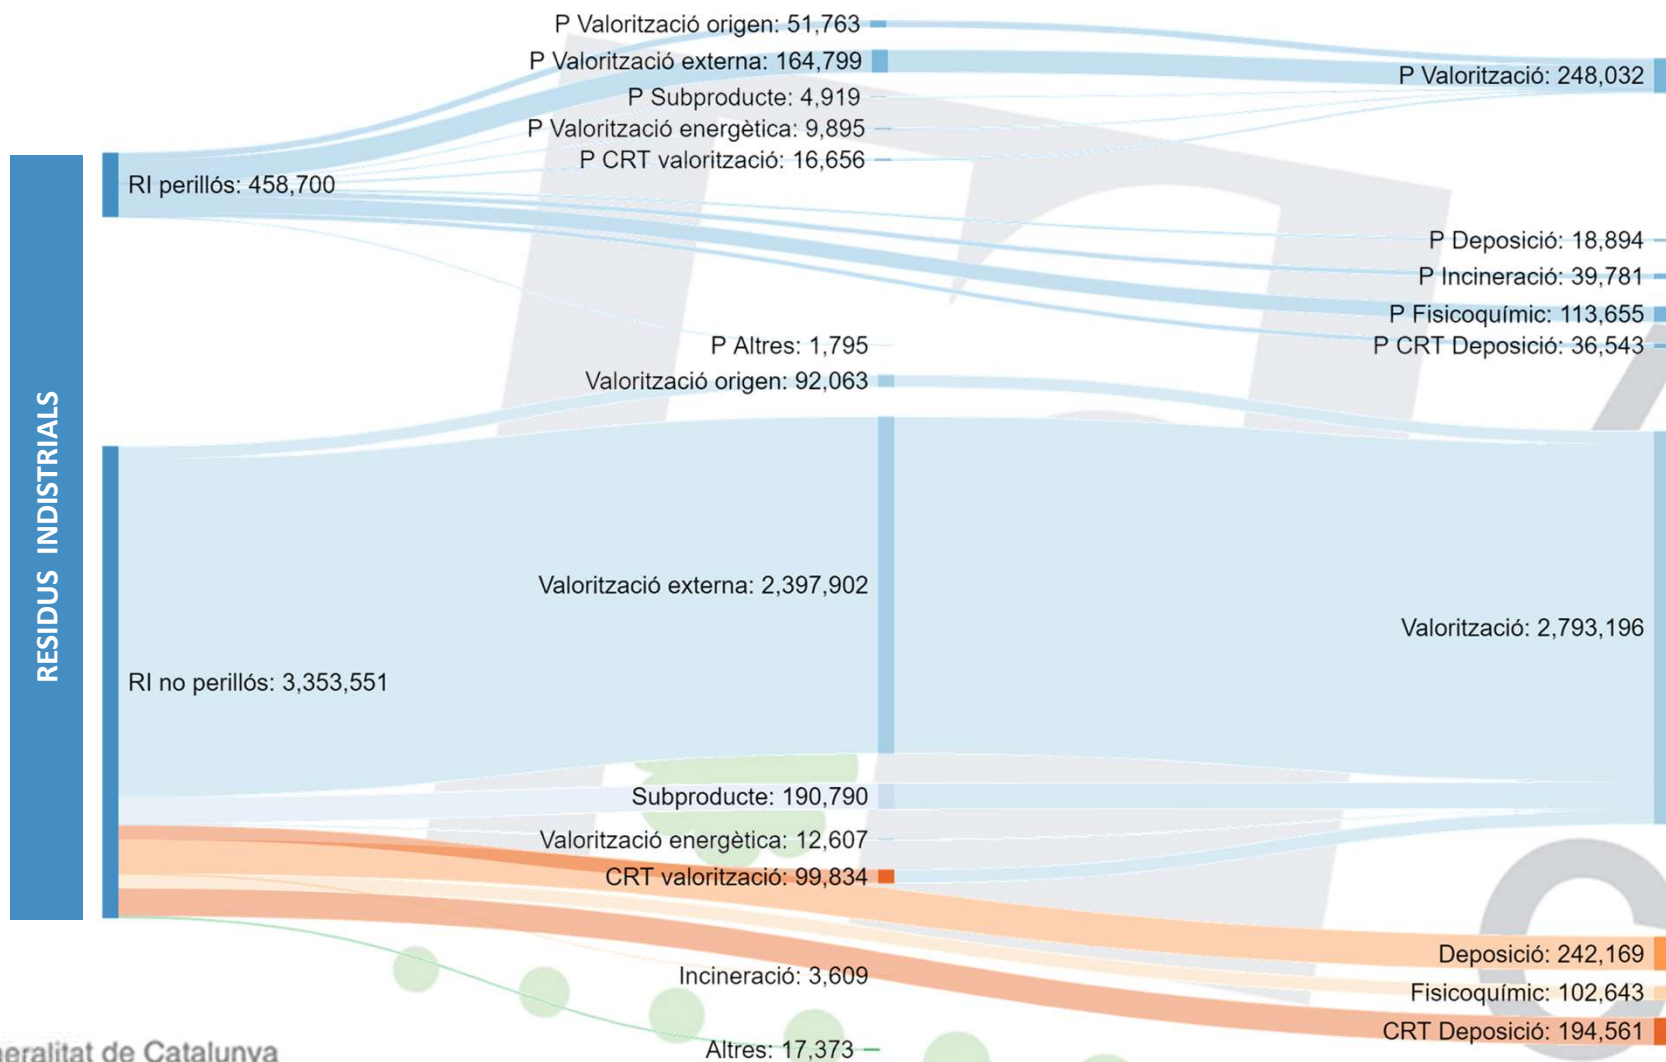 RESIDUS INDISTRIALS
RI perillós: 458,700
RI no perillós: 3,353,551
P Valorització origen: 51,763
P Valorització externa: 164,799
P Subproducte: 4,919
P Valorització energètica: 9,895
P CRT valorització: 16,656
P Altres: 1,795
Valorització origen: 92,063
Valorització externa: 2,397,902
Subproducte: 190,790
Valorització energètica: 12,607
CRT valorització: 99,834
Incineració: 3,609
Altres: 17,373
P Valorització: 248,032
P Deposició: 18,894
P Incineració: 39,781
P Fisicoquímic: 113,655
P CRT Deposició: 36,543
Valorització: 2,793,196
Deposició: 242,169
Fisicoquímic: 102,643
CRT Deposició: 194,561
neralitat de Catalunya